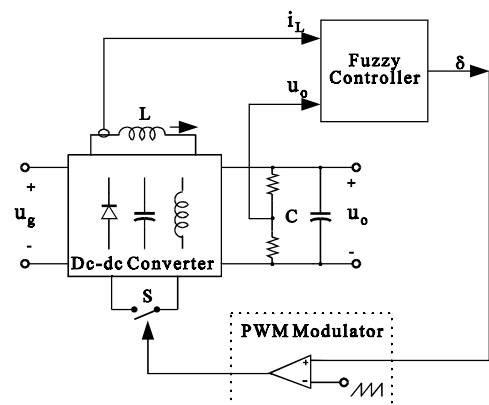 i_L
Fuzzy
Controller
δ
u_o
L
+
u_g
-
Dc-dc Converter
C
+
u_o
-
S
PWM Modulator
+
-